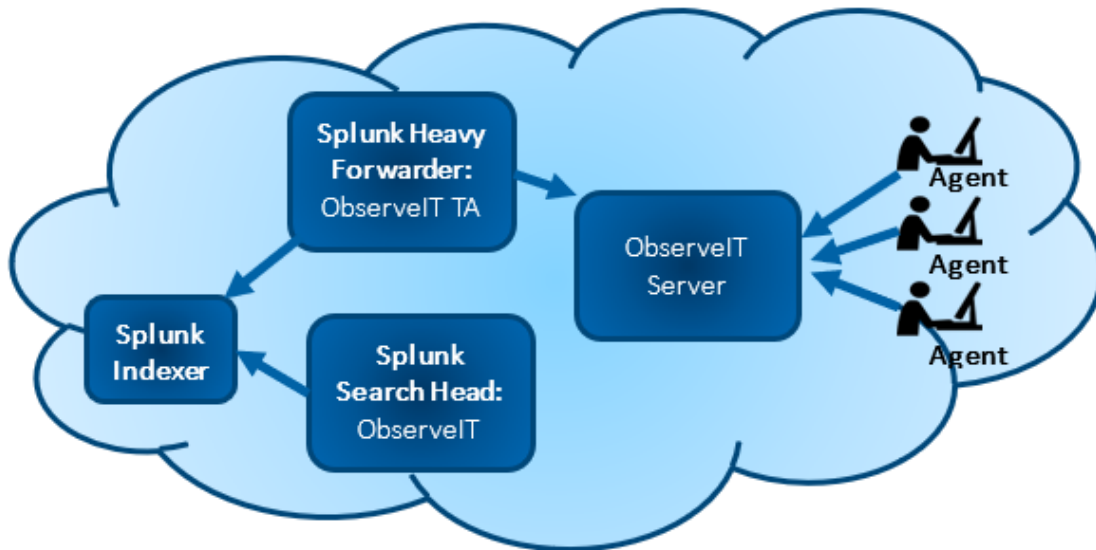 Splunk Heavy
Forwarder:
ObserveIT TA
ObserveIT
Server
Agent
Agent
Agent
Splunk
Indexer
Splunk
Search Head:
ObserveIT